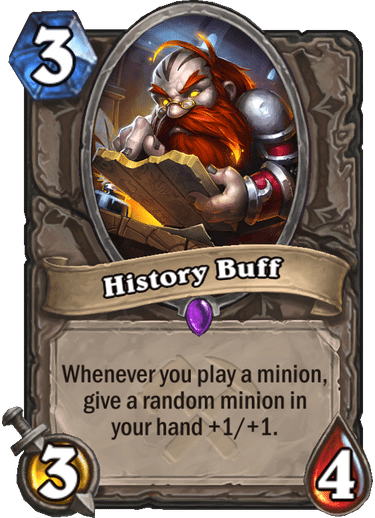 3
History Buff
Whenever you play a minion,
give a random minion in
your hand +1/+1.
3
4